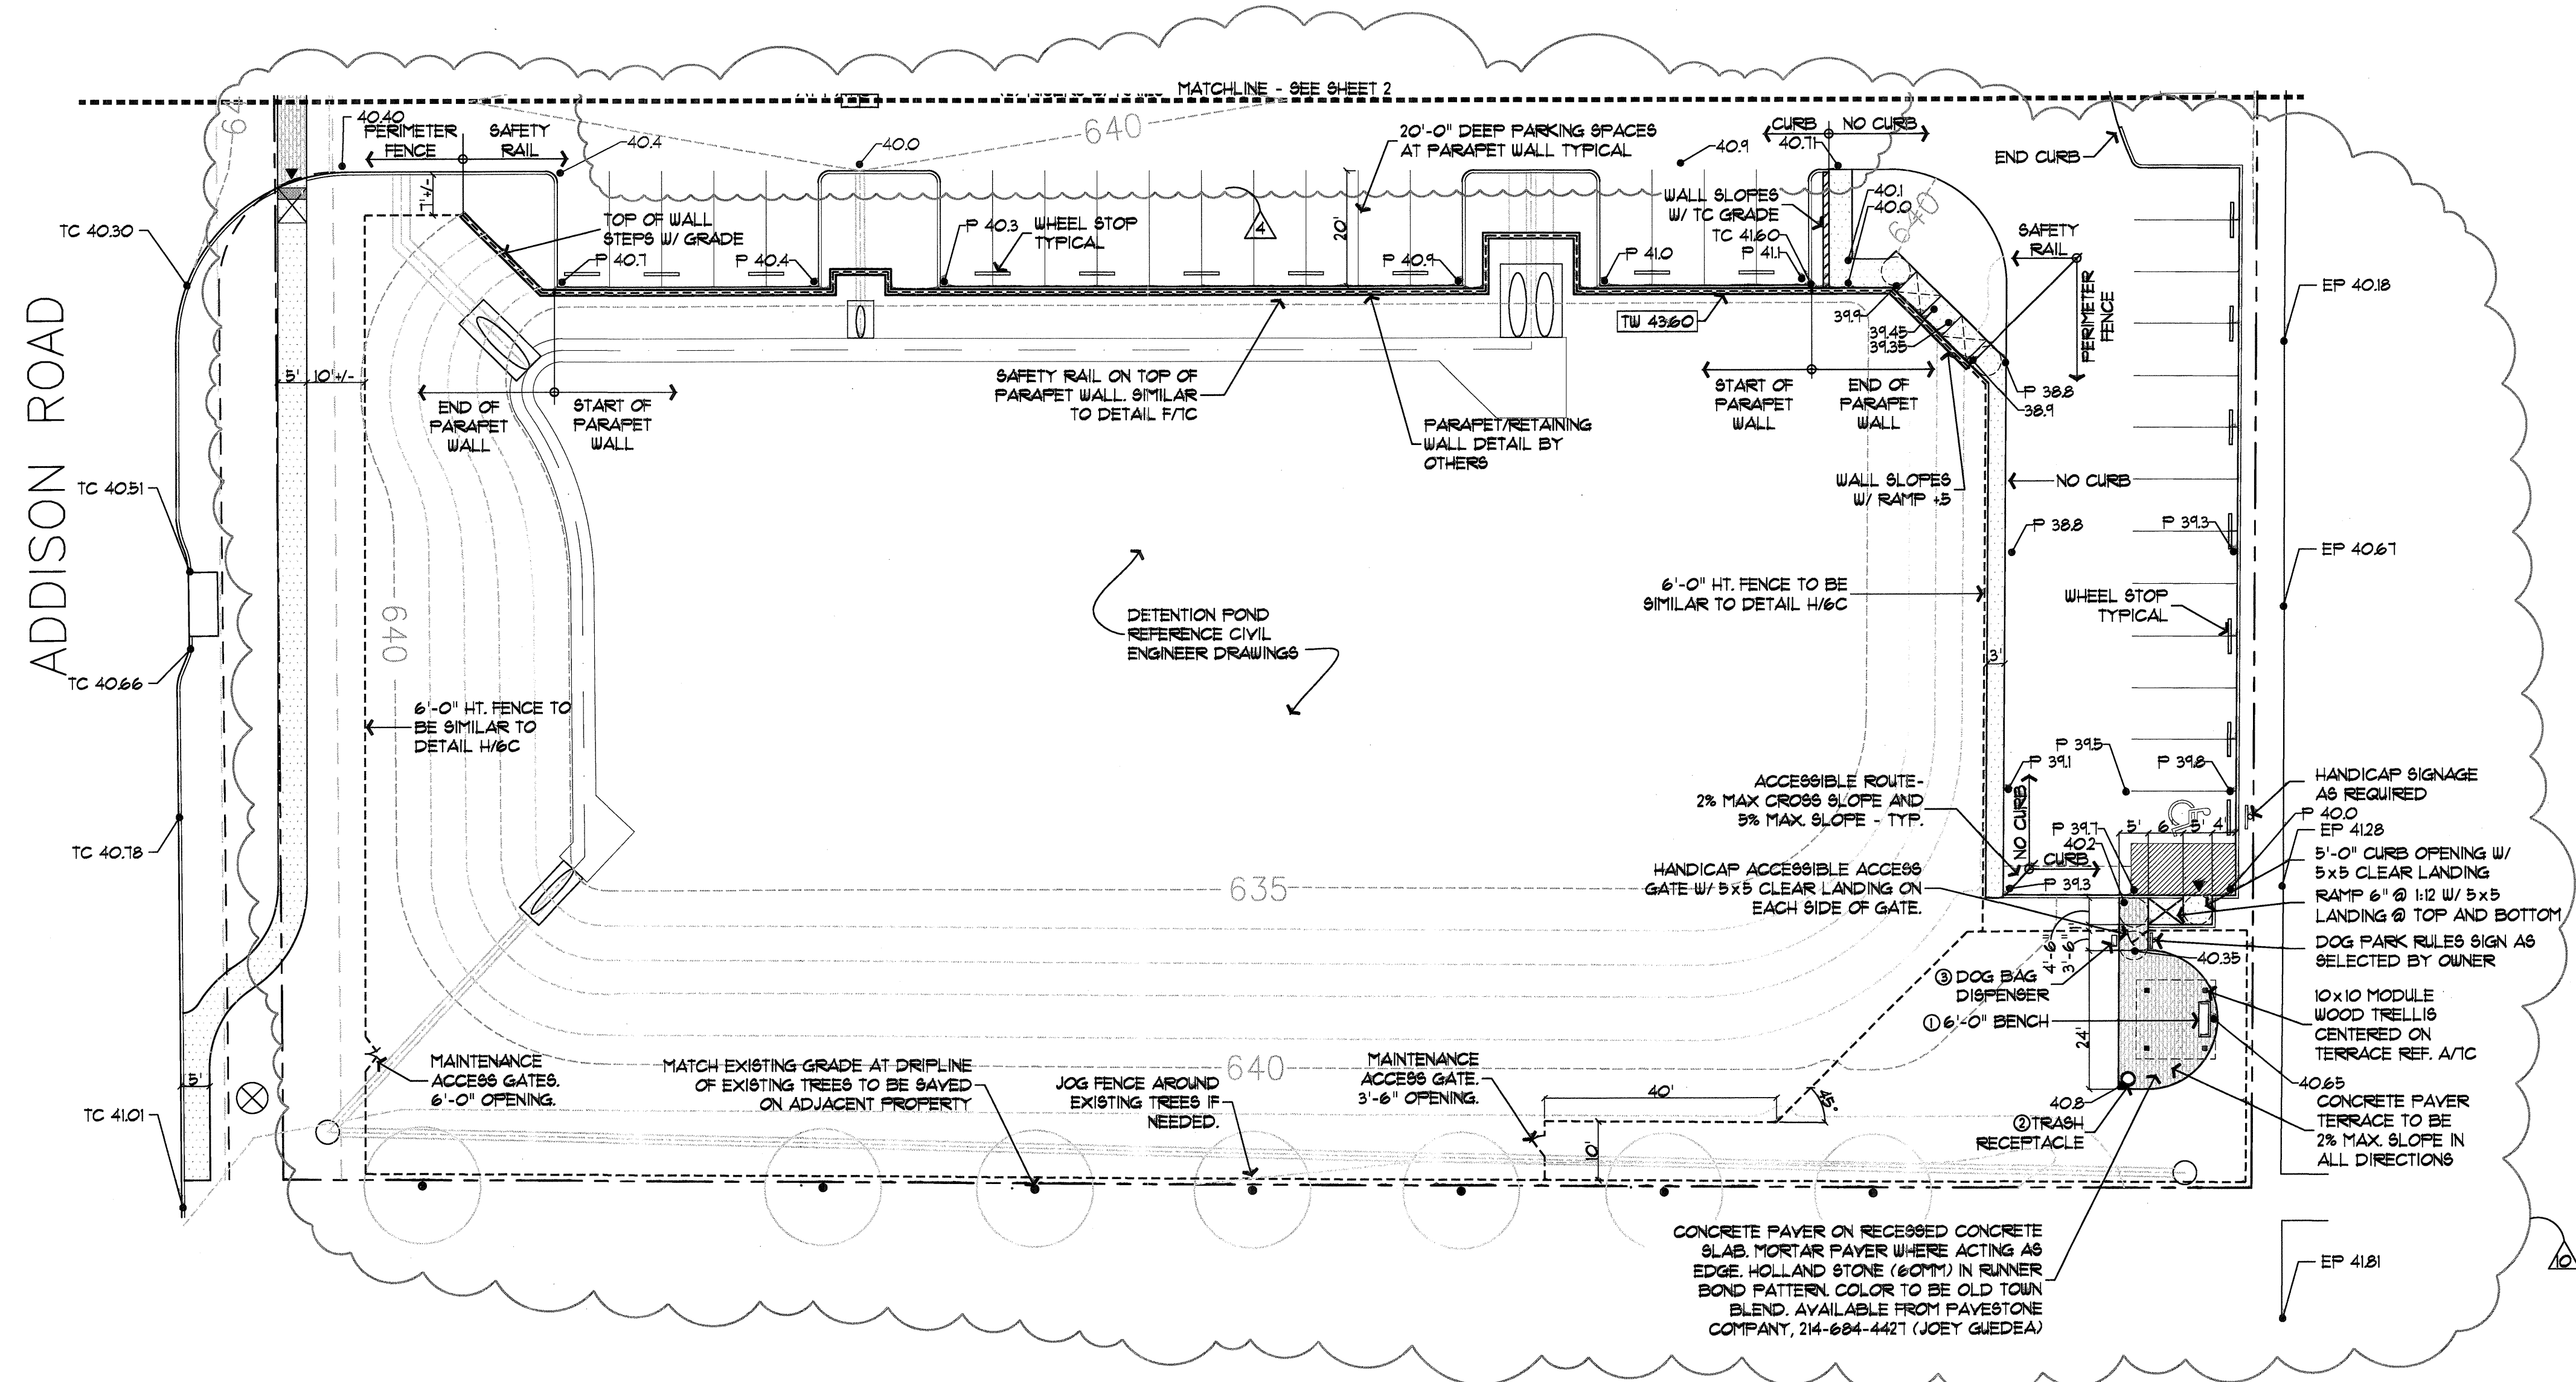 MATCHLINE - SEE SHEET 2
ADDISON ROAD
40.40
PERIMETER
FENCE
SAFETY
RAIL
40.4
40.0
640
20'-0" DEEP PARKING SPACES
AT PARAPET WALL TYPICAL
40.9
CURB
NO CURB
40.71
END CURB
TC 40.30
7'+/-
TOP OF WALL
STEPS W/ GRADE
P 40.7
P 40.4
P 40.3
WHEEL STOP
TYPICAL
4
20'
P 40.9
P 41.0
WALL SLOPES
W/ TC GRADE
TC 41.60
P 41.1
40.1
40.0
640
SAFETY
RAIL
PERIMETER
FENCE
EP 40.18
TW 43.60
39.9
39.45
39.35
P 38.8
38.9
5'
10'+/-
END OF
PARAPET
WALL
START OF
PARAPET
WALL
SAFETY RAIL ON TOP OF
PARAPET WALL. SIMILAR
TO DETAIL F/7C
PARAPET/RETAINING
WALL DETAIL BY
OTHERS
START OF
PARAPET
WALL
END OF
PARAPET
WALL
WALL SLOPES
W/ RAMP +.5
NO CURB
TC 40.51
P 38.8
P 39.3
EP 40.67
640
DETENTION POND
REFERENCE CIVIL
ENGINEER DRAWINGS
6'-0" HT. FENCE TO BE
SIMILAR TO DETAIL H/6C
WHEEL STOP
TYPICAL
3'
TC 40.66
6'-0" HT. FENCE TO
BE SIMILAR TO
DETAIL H/6C
TC 40.78
P 39.5
P 39.1
P 39.8
HANDICAP SIGNAGE
AS REQUIRED
ACCESSIBLE ROUTE-
2% MAX CROSS SLOPE AND
5% MAX. SLOPE - TYP.
NO CURB
CURB
P 39.7
40.2
5'
6'
5'
4'
P 40.0
EP 41.28
5'-0" CURB OPENING W/
5x5 CLEAR LANDING
HANDICAP ACCESSIBLE ACCESS
GATE W/ 5x5 CLEAR LANDING ON
EACH SIDE OF GATE.
P 39.3
635
RAMP 6" @ 1:12 W/ 5x5
LANDING @ TOP AND BOTTOM
DOG PARK RULES SIGN AS
SELECTED BY OWNER
4'-6"
3'-6"
40.35
3 DOG BAG
DISPENSER
1 6'-0" BENCH
24'
10x10 MODULE
WOOD TRELLIS
CENTERED ON
TERRACE REF. A/7C
5'
MAINTENANCE
ACCESS GATES.
6'-0" OPENING.
MATCH EXISTING GRADE AT DRIPLINE
OF EXISTING TREES TO BE SAVED
ON ADJACENT PROPERTY
JOG FENCE AROUND
EXISTING TREES IF
NEEDED.
640
MAINTENANCE
ACCESS GATE.
3'-6" OPENING.
40'
45°
10'
40.8
2 TRASH
RECEPTACLE
40.65
CONCRETE PAVER
TERRACE TO BE
2% MAX. SLOPE IN
ALL DIRECTIONS
TC 41.01
CONCRETE PAVER ON RECESSED CONCRETE
SLAB. MORTAR PAVER WHERE ACTING AS
EDGE. HOLLAND STONE (60MM) IN RUNNER
BOND PATTERN. COLOR TO BE OLD TOWN
BLEND. AVAILABLE FROM PAVESTONE
COMPANY, 214-684-4427 (JOEY GUEDEA)
EP 41.81
10